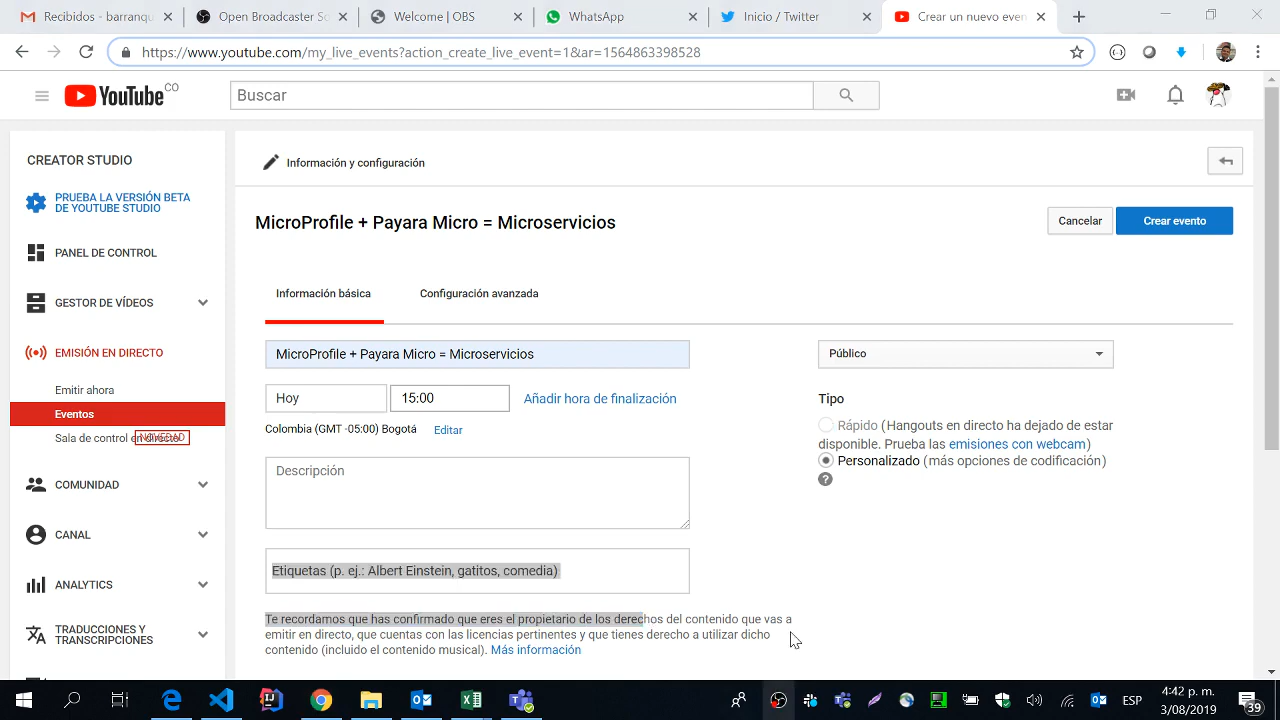 Recibidos - barranqu
Open Broadcaster So
Welcome | OBS
WhatsApp
Inicio / Twitter
Crear un nuevo even
https://www.youtube.com/my_live_events?action_create_live_event=1&ar=1564863398528
YouTube CO
Buscar
CREATOR STUDIO
PRUEBA LA VERSIÓN BETA
DE YOUTUBE STUDIO
PANEL DE CONTROL
GESTOR DE VÍDEOS
EMISIÓN EN DIRECTO
Emitir ahora
Eventos
Sala de control en directo
NOVEDAD
COMUNIDAD
CANAL
ANALYTICS
TRADUCCIONES Y
TRANSCRIPCIONES
Información y configuración
MicroProfile + Payara Micro = Microservicios
Cancelar
Crear evento
Información básica
Configuración avanzada
MicroProfile + Payara Micro = Microservicios
Hoy
15:00
Añadir hora de finalización
Colombia (GMT -05:00) Bogotá
Editar
Descripción
Etiquetas (p. ej.: Albert Einstein, gatitos, comedia)
Te recordamos que has confirmado que eres el propietario de los derechos del contenido que vas a
emitir en directo, que cuentas con las licencias pertinentes y que tienes derecho a utilizar dicho
contenido (incluido el contenido musical). Más información
Público
Tipo
Rápido (Hangouts en directo ha dejado de estar
disponible. Prueba las emisiones con webcam)
Personalizado (más opciones de codificación)
?
ESP
4:42 p. m.
3/08/2019
39